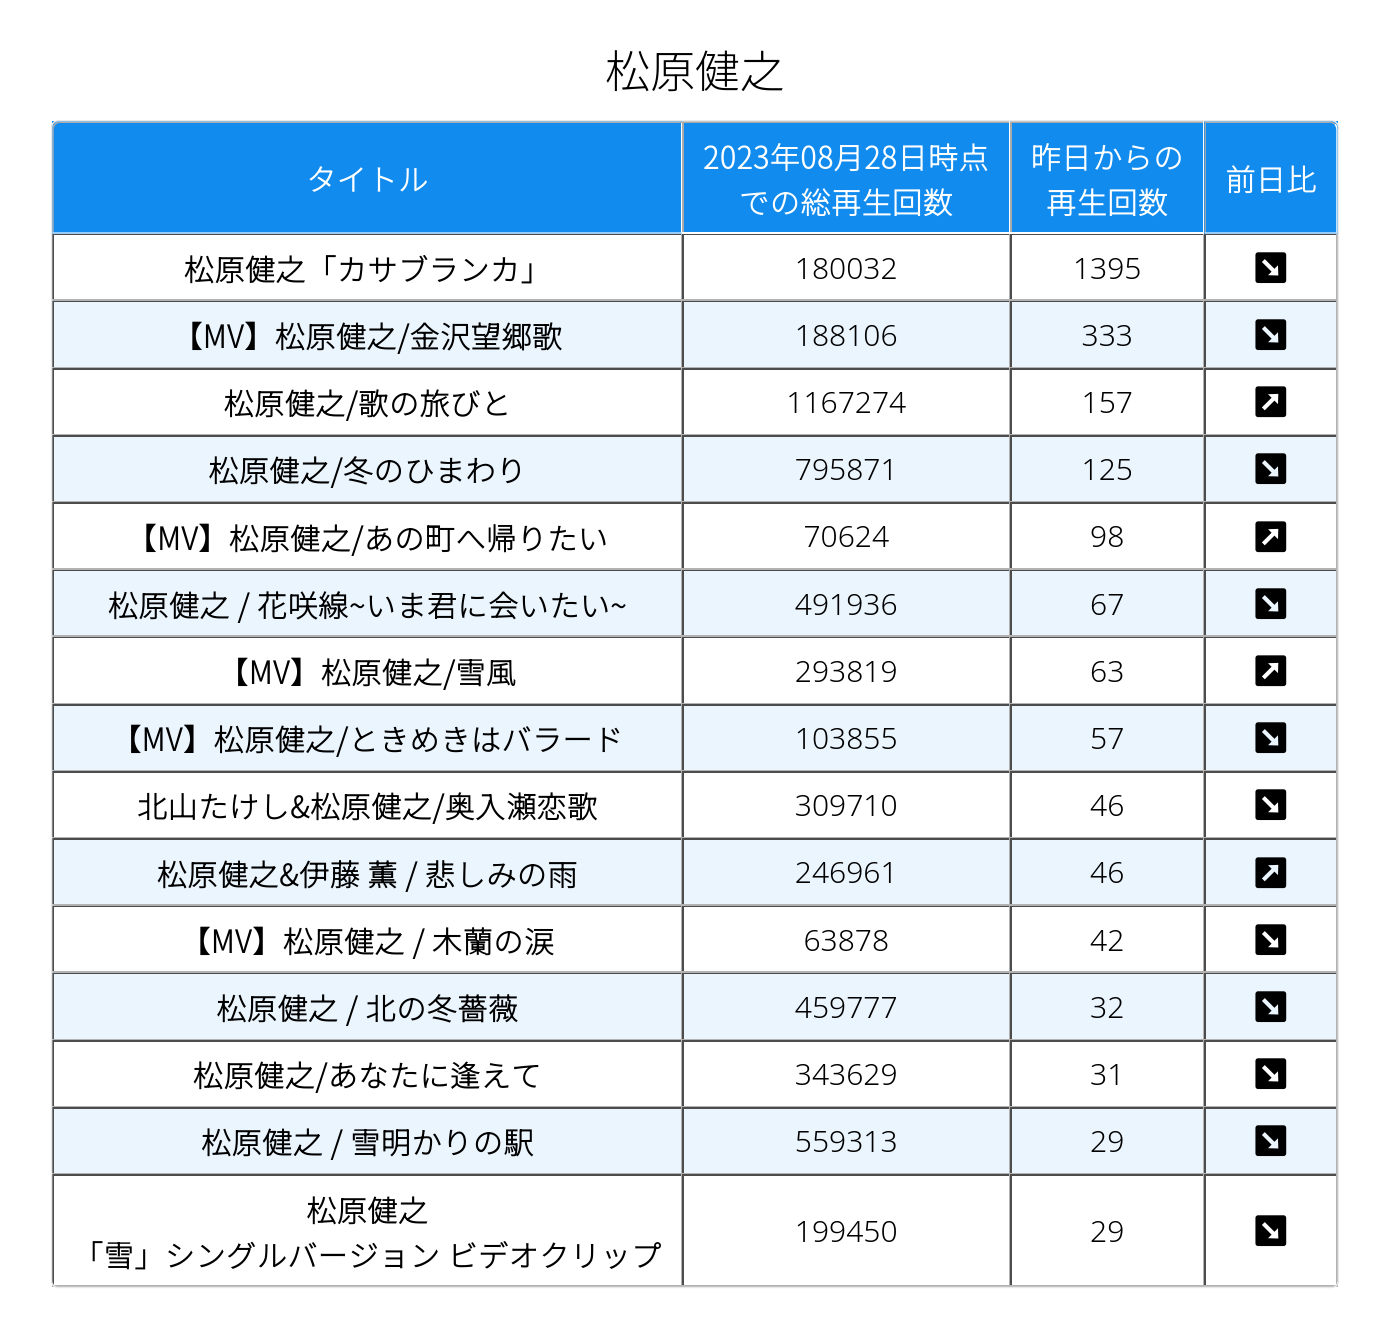 松原健之
タイトル
2023年08月28日時点
での総再生回数
昨日からの
再生回数
前日比
松原健之「カサブランカ」 180032 1395
【MV】松原健之/金沢望郷歌 188106 333
松原健之/歌の旅びと 1167274 157
松原健之/冬のひまわり 795871 125
【MV】松原健之/あの町へ帰りたい 70624 98
松原健之 / 花咲線~いま君に会いたい~ 491936 67
【MV】松原健之/雪風 293819 63
【MV】松原健之/ときめきはバラード 103855 57
北山たけし&松原健之/奥入瀬恋歌 309710 46
松原健之&伊藤 薫 / 悲しみの雨 246961 46
【MV】松原健之 / 木蘭の涙 63878 42
松原健之 / 北の冬薔薇 459777 32
松原健之/あなたに逢えて 343629 31
松原健之 / 雪明かりの駅 559313 29
松原健之
「雪」シングルバージョン ビデオクリップ 199450 29